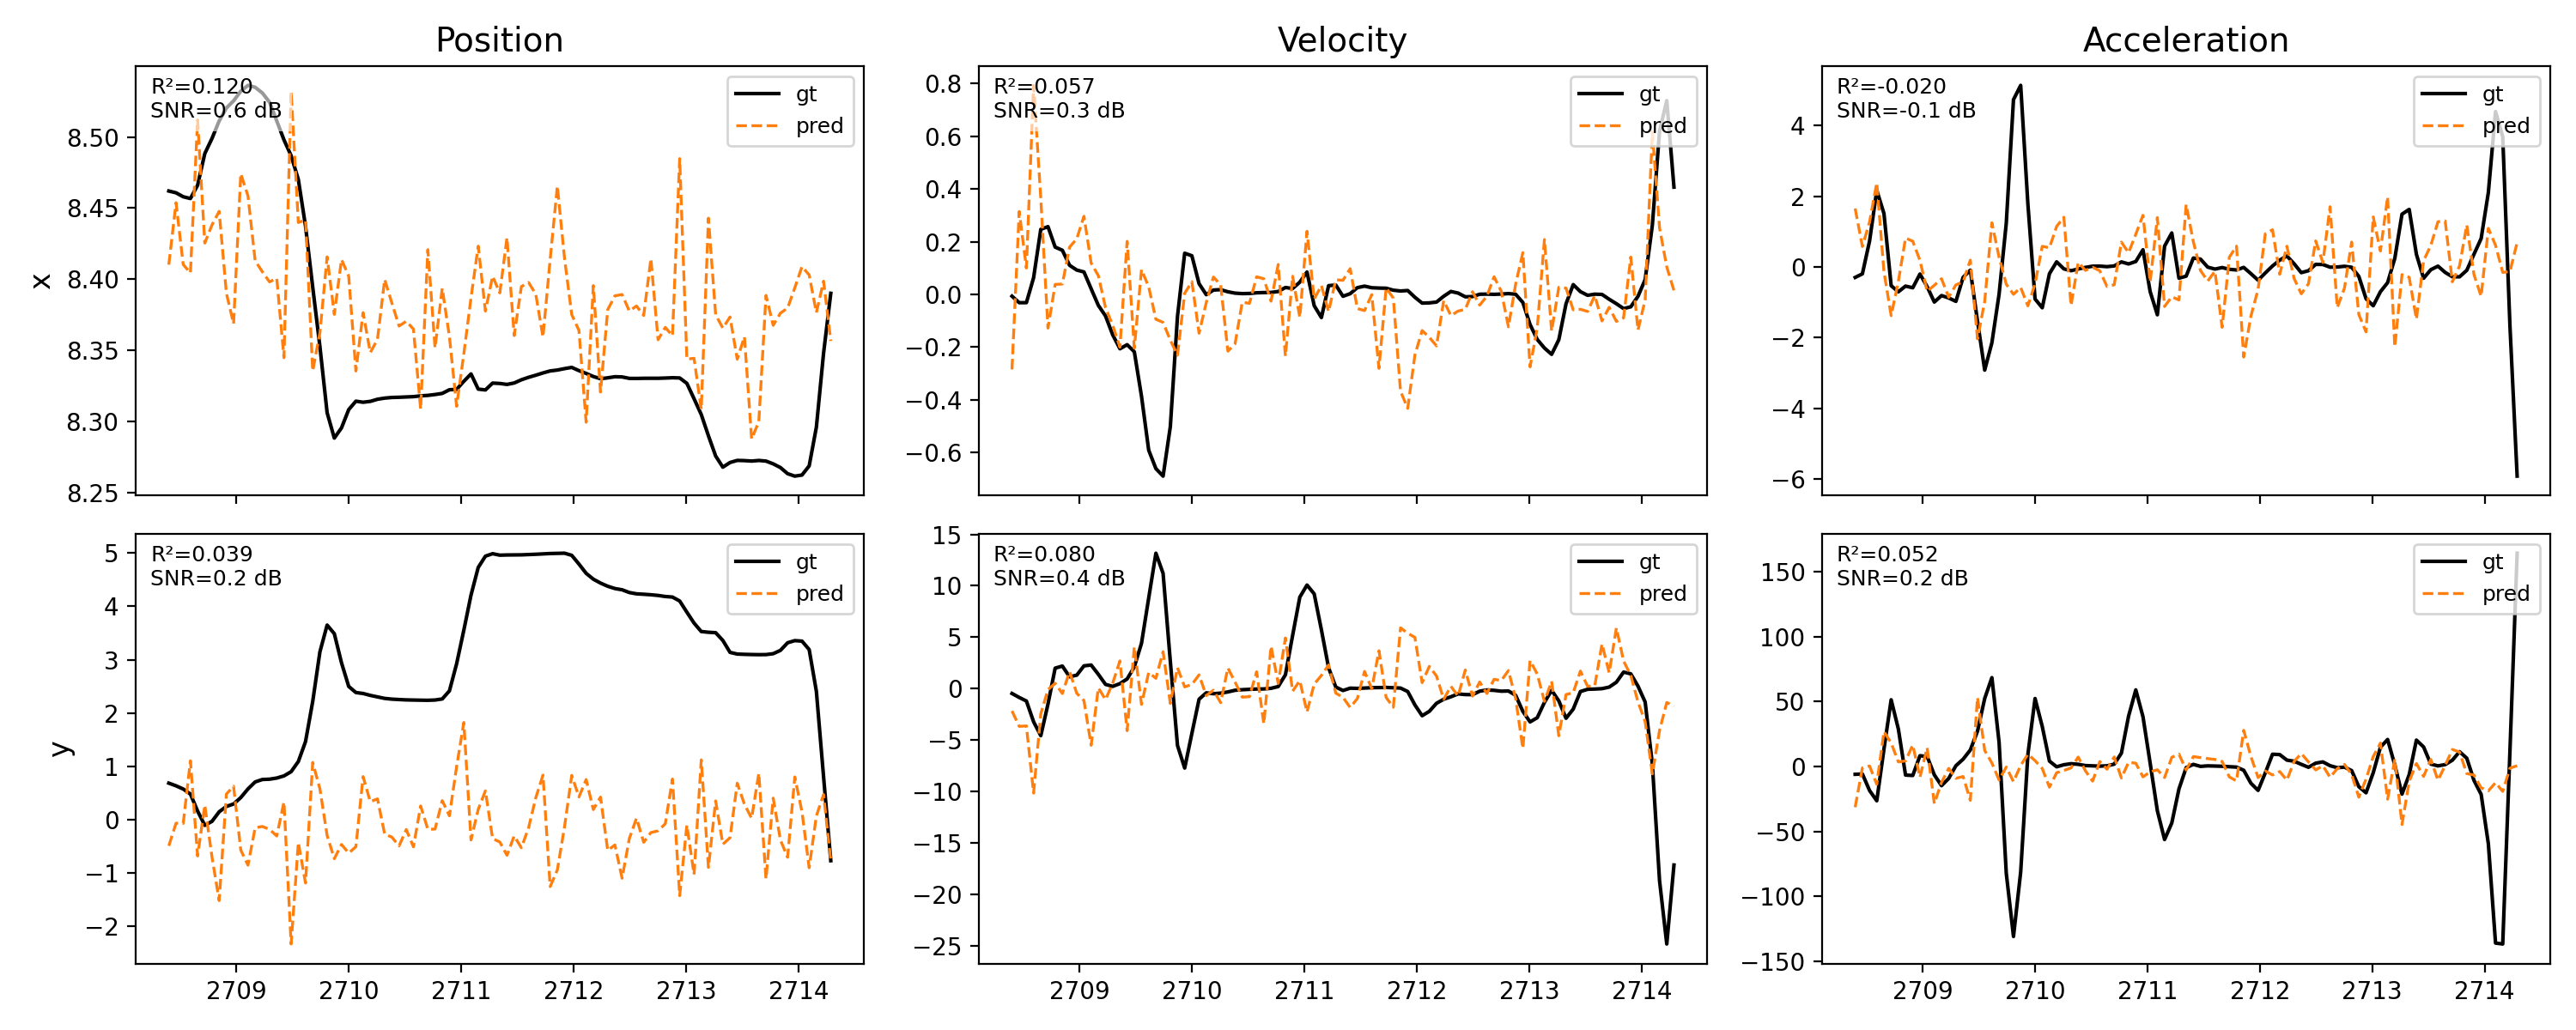 Position
Velocity
Acceleration
R²=0.120
SNR=0.6 dB
gt
pred
x
8.50
8.45
8.40
8.35
8.30
8.25
R²=0.057
SNR=0.3 dB
gt
pred
0.8
0.6
0.4
0.2
0.0
−0.2
−0.4
−0.6
R²=-0.020
SNR=-0.1 dB
gt
pred
4
2
0
−2
−4
−6
R²=0.039
SNR=0.2 dB
gt
pred
y
5
4
3
2
1
0
−1
−2
2709 2710 2711 2712 2713 2714
R²=0.080
SNR=0.4 dB
gt
pred
15
10
5
0
−5
−10
−15
−20
−25
2709 2710 2711 2712 2713 2714
R²=0.052
SNR=0.2 dB
gt
pred
150
100
50
0
−50
−100
−150
2709 2710 2711 2712 2713 2714